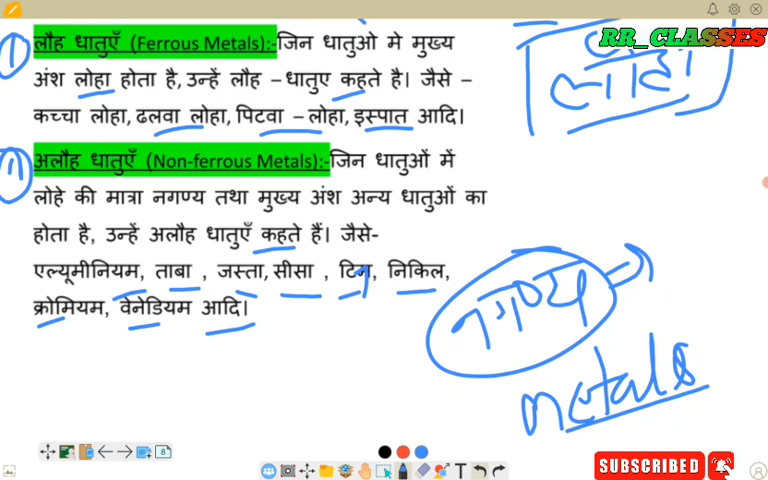 RR_CLASSES
लौह धातुएँ (Ferrous Metals):-जिन धातुओ मे मुख्य
अंश लोहा होता है, उन्हें लौह – धातुए कहते है। जैसे –
कच्चा लोहा, ढलवा लोहा, पिटवा – लोहा, इस्पात आदि।
लोहा
अलौह धातुएँ (Non-ferrous Metals):-जिन धातुओं में
लोहे की मात्रा नगण्य तथा मुख्य अंश अन्य धातुओं का
होता है, उन्हें अलौह धातुएँ कहते हैं। जैसे-
एल्यूमीनियम, ताबा , जस्ता, सीसा , टिन, निकिल,
क्रोमियम, वेनेडियम आदि।
नगण्य
metals
8
T
SUBSCRIBED